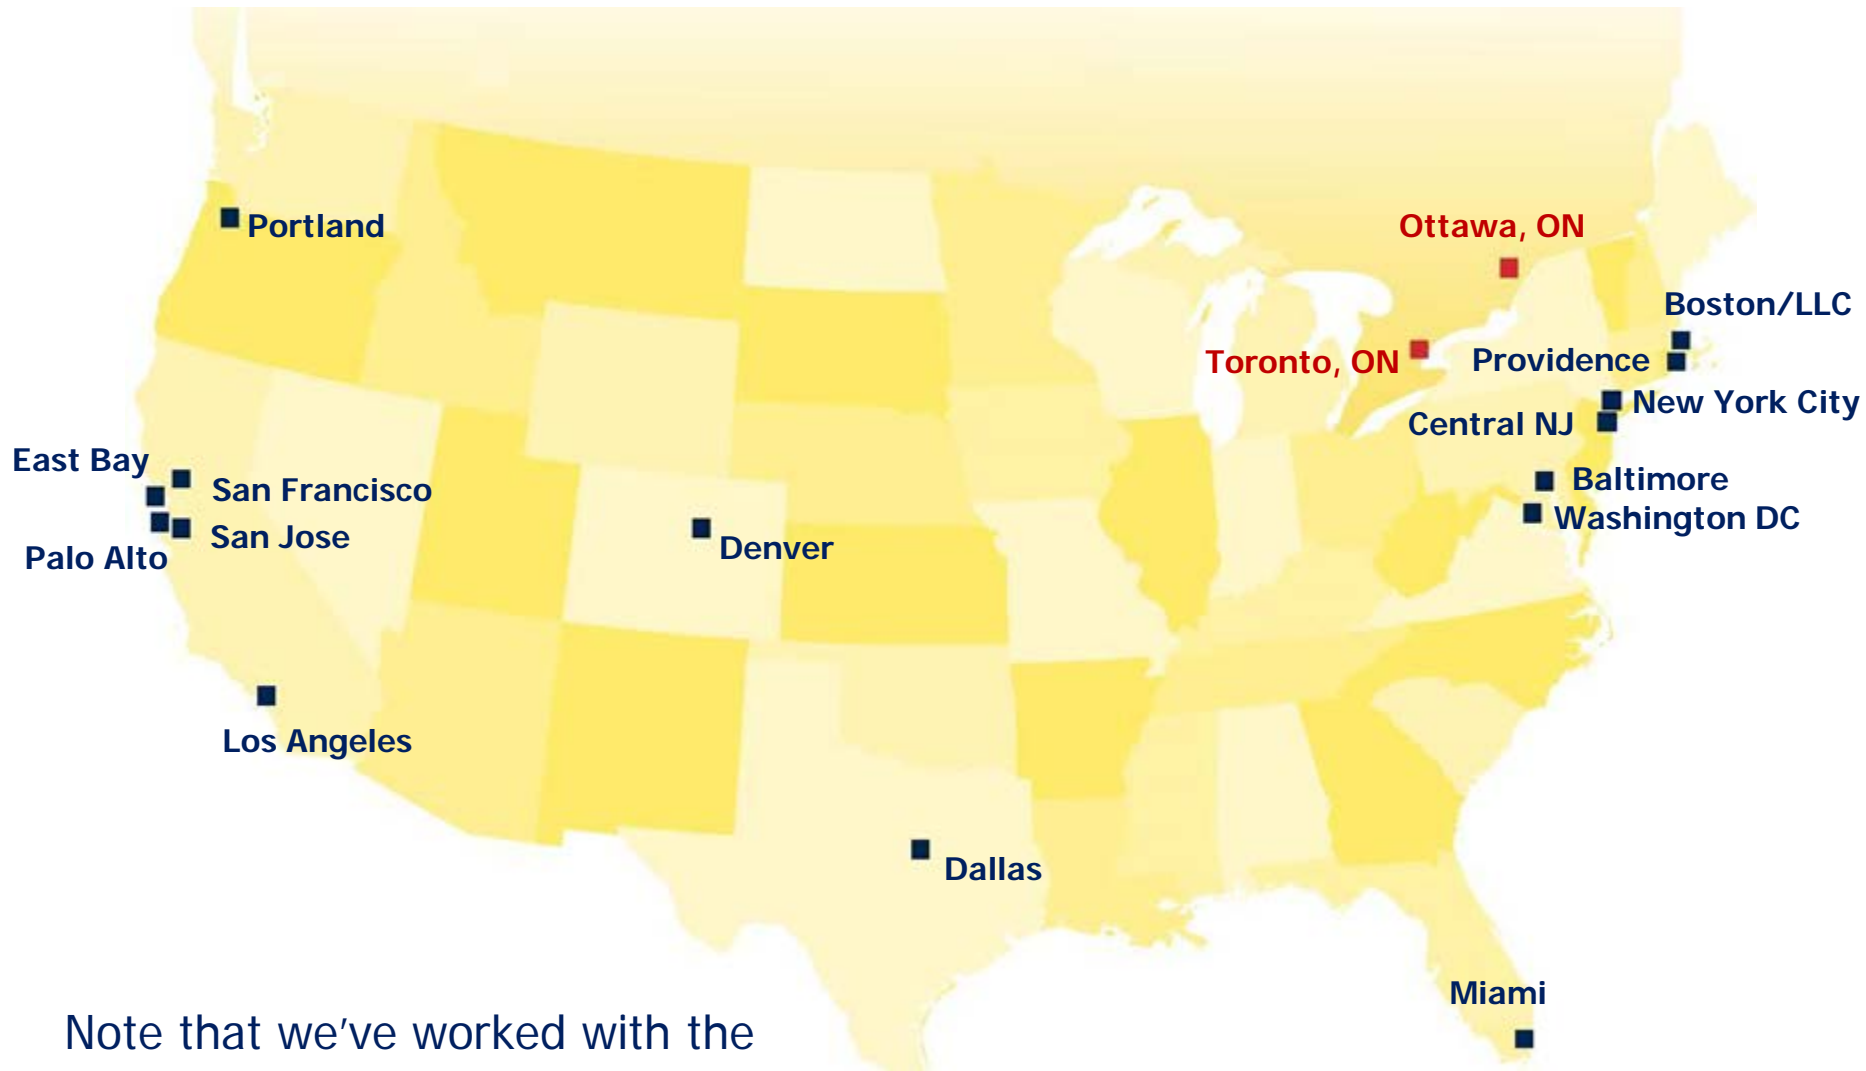 Portland
Ottawa, ON
Boston/LLC
Toronto, ON
Providence
New York City
Central NJ
East Bay
San Francisco
Baltimore
Washington DC
San Jose
Palo Alto
Denver
Los Angeles
Dallas
Miami
Note that we've worked with the